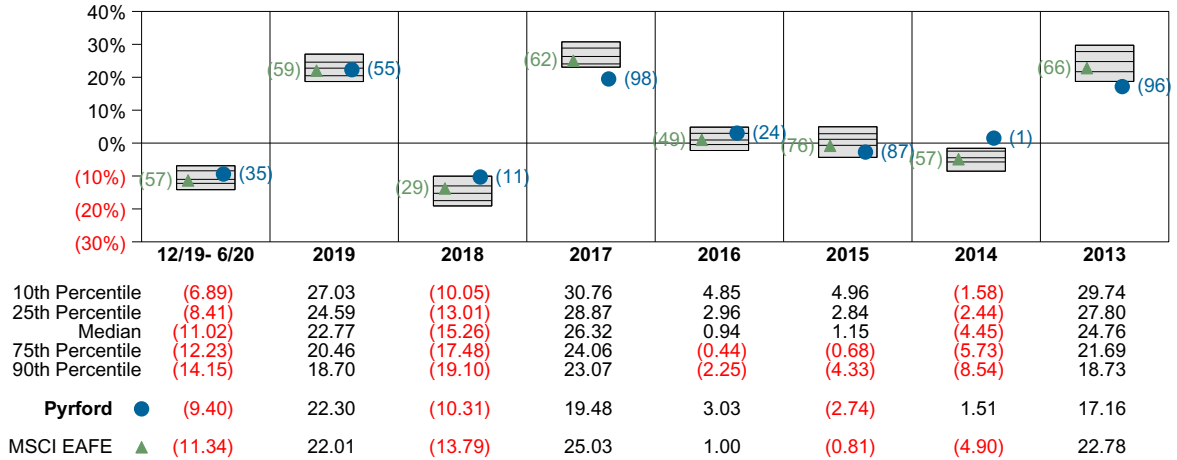 40%
30%
20%
10%
0%
(10%)
(20%)
(30%)
(57) (35)
(59) (55)
(29) (11)
(62) (98)
(49) (24)
(76) (87)
(57) (1)
(66) (96)
12/19- 6/20 2019 2018 2017 2016 2015 2014 2013
10th Percentile (6.89) 27.03 (10.05) 30.76 4.85 4.96 (1.58) 29.74
25th Percentile (8.41) 24.59 (13.01) 28.87 2.96 2.84 (2.44) 27.80
Median (11.02) 22.77 (15.26) 26.32 0.94 1.15 (4.45) 24.76
75th Percentile (12.23) 20.46 (17.48) 24.06 (0.44) (0.68) (5.73) 21.69
90th Percentile (14.15) 18.70 (19.10) 23.07 (2.25) (4.33) (8.54) 18.73
Pyrford (9.40) 22.30 (10.31) 19.48 3.03 (2.74) 1.51 17.16
MSCI EAFE (11.34) 22.01 (13.79) 25.03 1.00 (0.81) (4.90) 22.78